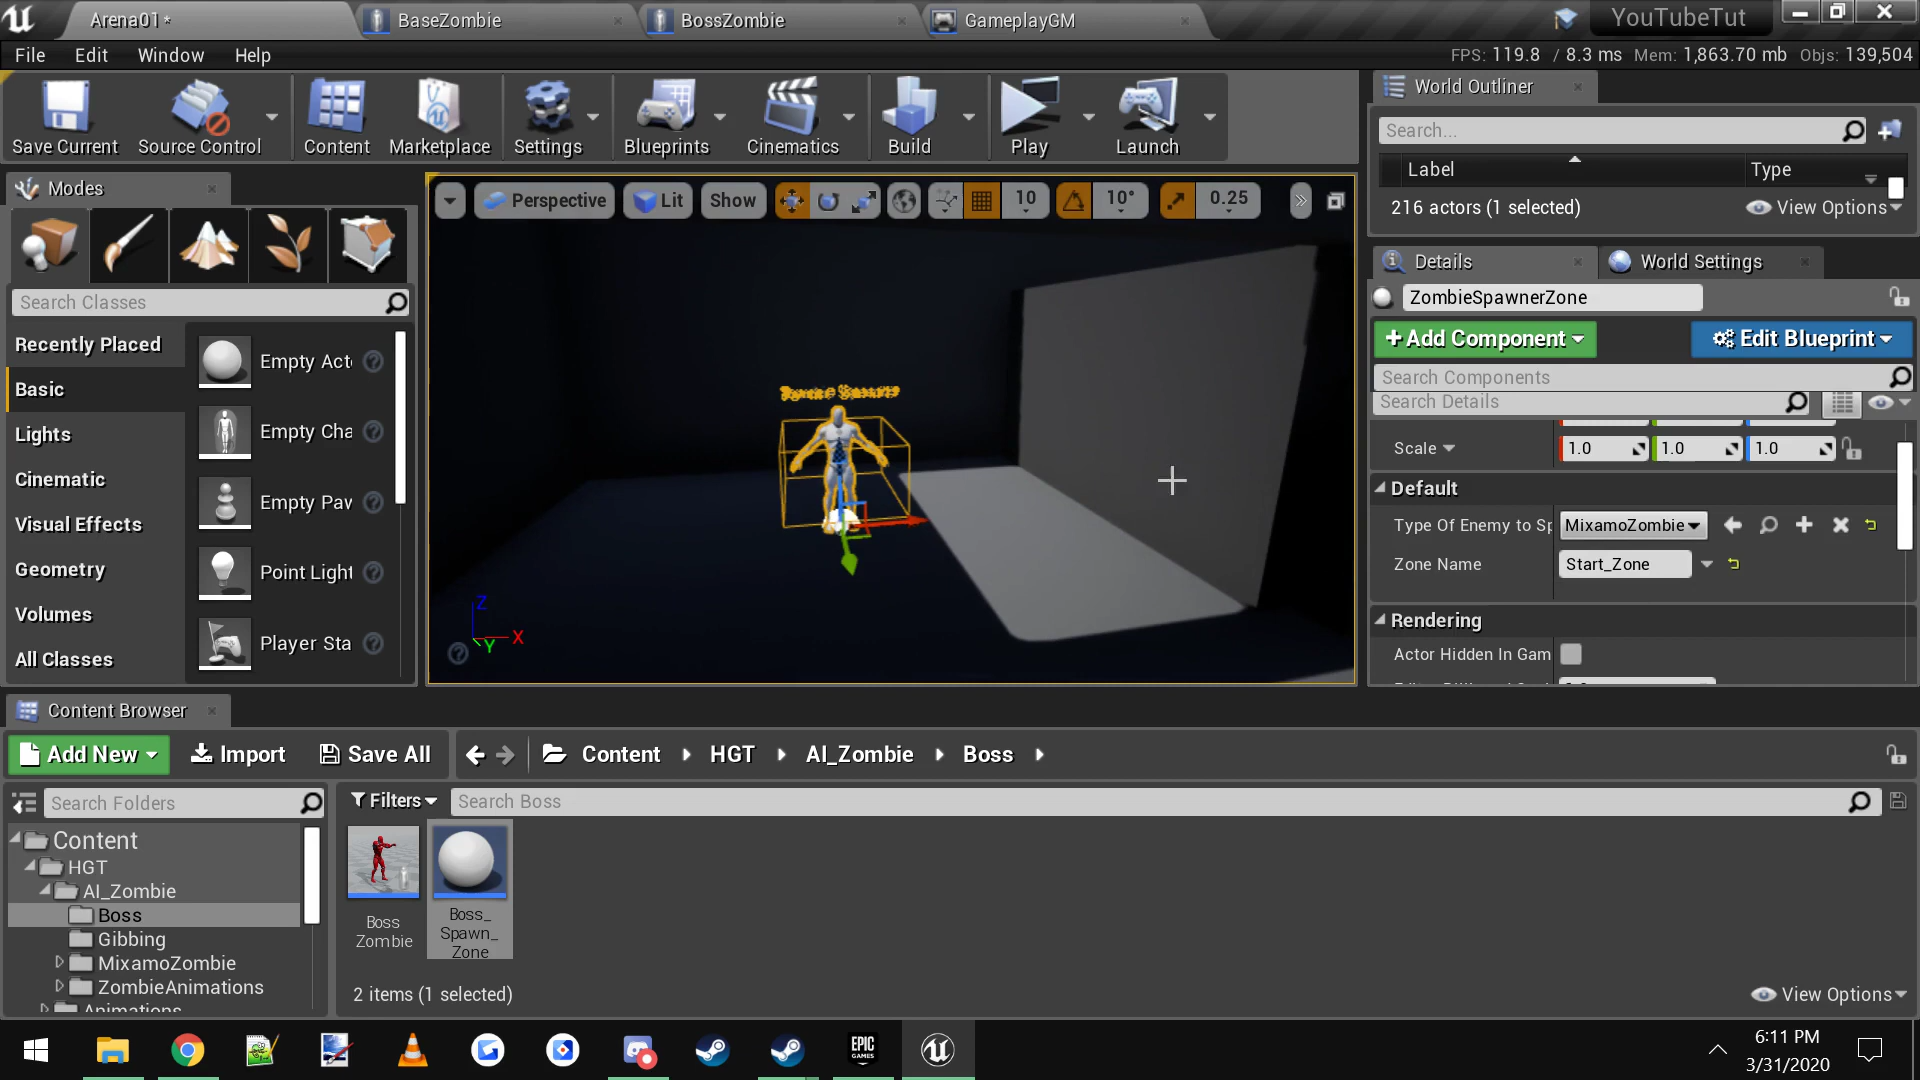 Arena01*
BaseZombie
BossZombie
GameplayGM
YouTubeTut
File Edit Window Help
FPS: 119.8 / 8.3 ms Mem: 1,863.70 mb Objs: 139,504
Save Current
Source Control
Content
Marketplace
Settings
Blueprints
Cinematics
Build
Play
Launch
World Outliner
Search...
Label
Type
216 actors (1 selected)
View Options
Modes
Search Classes
Recently Placed
Basic
Lights
Cinematic
Visual Effects
Geometry
Volumes
All Classes
Empty Act
Empty Cha
Empty Paw
Point Light
Player Sta
Perspective
Lit
Show
10
10°
0.25
Z
X
Y
Details
World Settings
ZombieSpawnerZone
+Add Component
Edit Blueprint
Search Components
Search Details
Scale
1.0
1.0
1.0
Default
Type Of Enemy to Sp
MixamoZombie
Zone Name
Start_Zone
Rendering
Actor Hidden In Gam
Content Browser
Add New
Import
Save All
Content
HGT
AI_Zombie
Boss
Search Folders
Filters
Search Boss
Content
HGT
AI_Zombie
Boss
Gibbing
MixamoZombie
ZombieAnimations
Animations
Boss
Zombie
Boss_
Spawn_
Zone
2 items (1 selected)
View Options
EPIC
GAMES
6:11 PM
3/31/2020